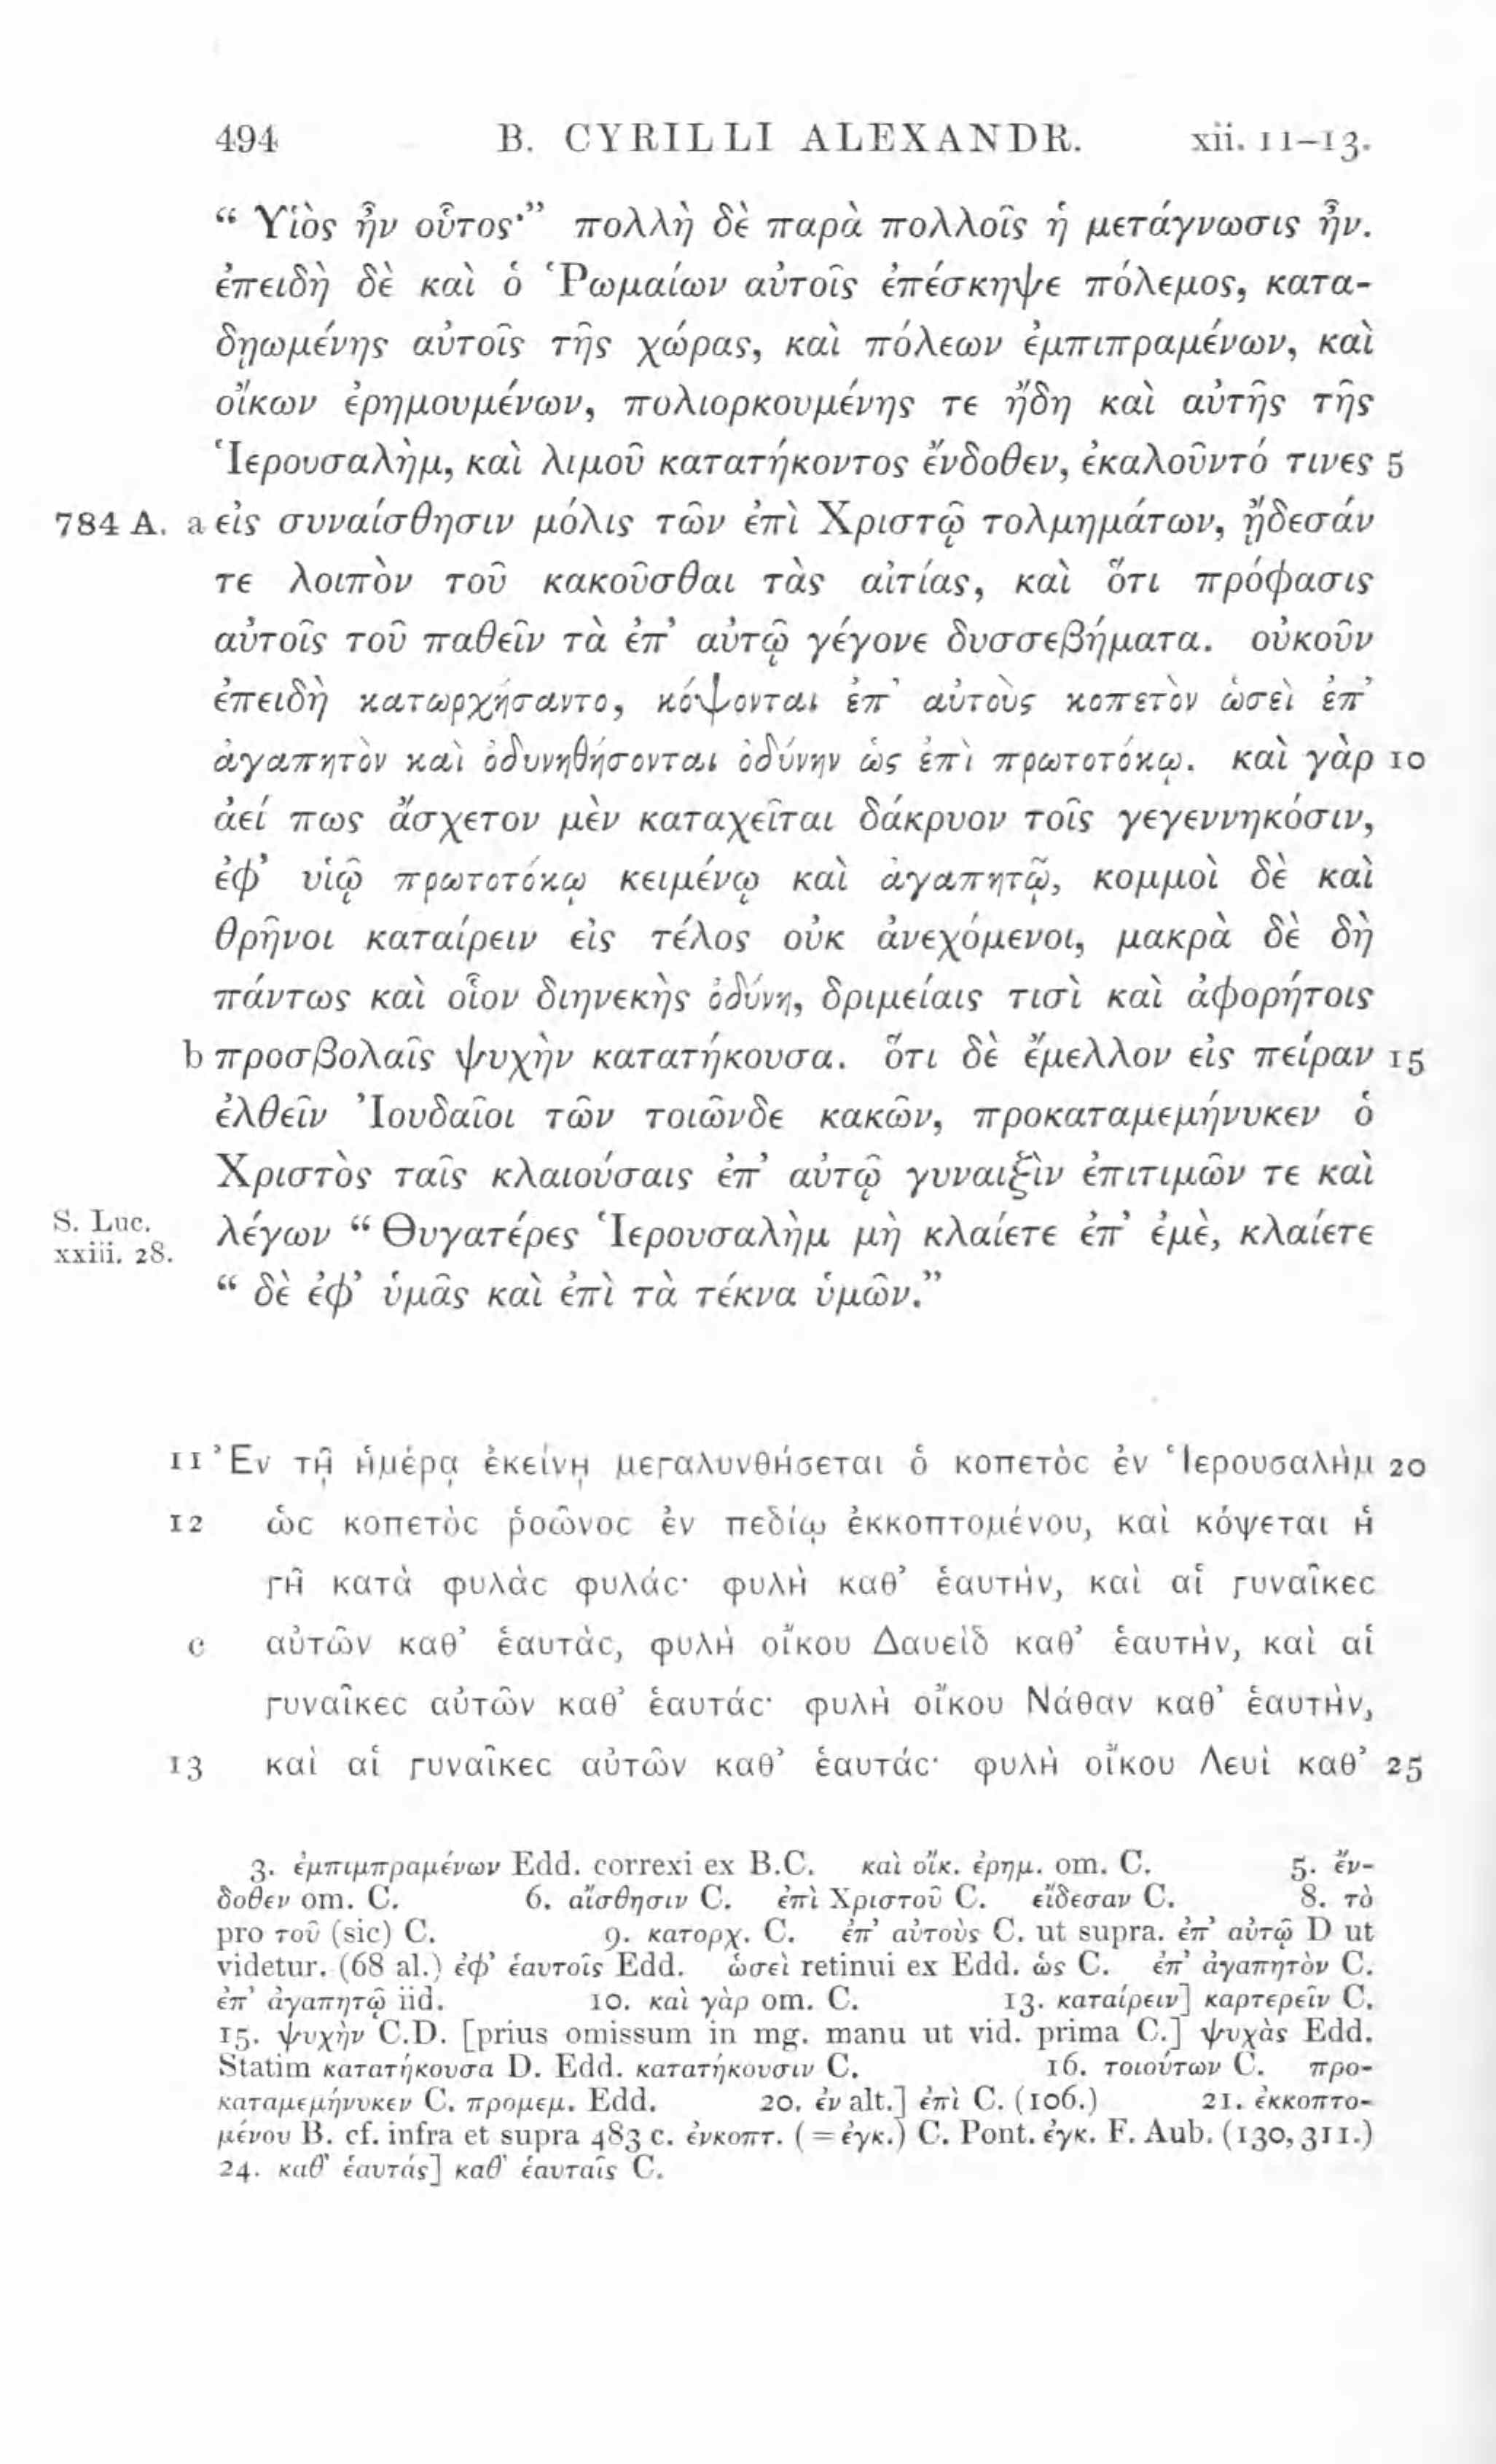 494 B. CYRILLI ALEXANDR. xii. 11–13.
“ Υἱὸς ἦν οὗτος·” πολλὴ δὲ παρὰ πολλοῖς ἡ μετάγνωσις ἦν.
ἐπειδὴ δὲ καὶ ὁ Ῥωμαίων αὐτοῖς ἐπέσκηψε πόλεμος, κατα-
δῃωμένης αὐτοῖς τῆς χώρας, καὶ πόλεων ἐμπιπραμένων, καὶ
οἴκων ἐρημουμένων, πολιορκουμένης τε ἤδη καὶ αὐτῆς τῆς
Ἱερουσαλὴμ, καὶ λιμοῦ κατατήκοντος ἔνδοθεν, ἐκαλοῦντό τινες 5
784 A. a εἰς συναίσθησιν μόλις τῶν ἐπὶ Χριστῷ τολμημάτων, ᾔδεσάν
τε λοιπὸν τοῦ κακοῦσθαι τὰς αἰτίας, καὶ ὅτι πρόφασις
αὐτοῖς τοῦ παθεῖν τὰ ἐπ’ αὐτῷ γέγονε δυσσεβήματα. οὐκοῦν
ἐπειδὴ κατωρχήσαντο, κόψονται ἐπ’ αὐτοὺς κοπετὸν ὡσεὶ ἐπ’
ἀγαπητὸν καὶ ὀδυνηθήσονται ὀδύνην ὡς ἐπὶ πρωτοτόκῳ. καὶ γὰρ 10
ἀεί πως ἄσχετον μὲν καταχεῖται δάκρυον τοῖς γεγεννηκόσιν,
ἐφ’ υἱῷ πρωτοτόκῳ κειμένῳ καὶ ἀγαπητῷ, κομμοὶ δὲ καὶ
θρῆνοι καταίρειν εἰς τέλος οὐκ ἀνεχόμενοι, μακρὰ δὲ δὴ
πάντως καὶ οἷον διηνεκὴς ὀδύνη, δριμείαις τισὶ καὶ ἀφορήτοις
b προσβολαῖς ψυχὴν κατατήκουσα. ὅτι δὲ ἔμελλον εἰς πείραν 15
ἐλθεῖν Ἰουδαῖοι τῶν τοιῶνδε κακῶν, προκαταμεμήνυκεν ὁ
Χριστὸς ταῖς κλαιούσαις ἐπ’ αὐτῷ γυναιξὶν ἐπιτιμῶν τε καὶ
S. Luc. xxiii. 28. λέγων “ Θυγατέρες Ἱερουσαλὴμ μὴ κλαίετε ἐπ’ ἐμὲ, κλαίετε
“ δὲ ἐφ’ ὑμᾶς καὶ ἐπὶ τὰ τέκνα ὑμῶν.”
11 Ἐν τῇ ἡμέρᾳ ἐκείνῃ μεγαλυνθήσεται ὁ κοπετὸς ἐν Ἱερουσαλὴμ 20
12 ὡς κοπετὸς ῥοῶνος ἐν πεδίῳ ἐκκοπτομένου, καὶ κόψεται ἡ
γῆ κατὰ φυλὰς φυλάς· φυλὴ καθ’ ἑαυτὴν, καὶ αἱ γυναῖκες
c αὐτῶν καθ’ ἑαυτὰς, φυλὴ οἴκου Δαυεὶδ καθ’ ἑαυτὴν, καὶ αἱ
γυναῖκες αὐτῶν καθ’ ἑαυτάς· φυλὴ οἴκου Νάθαν καθ’ ἑαυτὴν,
13 καὶ αἱ γυναῖκες αὐτῶν καθ’ ἑαυτάς· φυλὴ οἴκου Λευὶ καθ’ 25
3. ἐμπιμπραμένων Edd. correxi ex B.C. καὶ οἴκ. ἐρημ. om. C. 5. ἔν-
δοθεν om. C. 6. αἴσθησιν C. ἐπὶ Χριστοῦ C. εἴδεσαν C. 8. τὸ
pro τοῦ (sic) C. 9. κατορχ. C. ἐπ’ αὐτοὺς C. ut supra. ἐπ’ αὐτῷ D ut
videtur. (68 al.) ἐφ’ ἑαυτοῖς Edd. ὡσεὶ retinui ex Edd. ὡς C. ἐπ’ ἀγαπητὸν C.
ἐπ’ ἀγαπητῷ iid. 10. καὶ γὰρ om. C. 13. καταίρειν] καρτερεῖν C.
15. ψυχὴν C.D. [prius omissum in mg. manu ut vid. prima C.] ψυχὰς Edd.
Statim κατατήκουσα D. Edd. κατατήκουσιν C. 16. τοιούτων C. προ-
καταμεμήνυκεν C. προμεμ. Edd. 20. ἐν alt.] ἐπὶ C. (106.) 21. ἐκκοπτο-
μένου B. cf. infra et supra 483 c. ἐνκοπτ. (=ἐγκ.) C. Pont. ἐγκ. F. Aub. (130, 311.)
24. καθ’ ἑαυτάς] καθ’ ἑαυταῖς C.